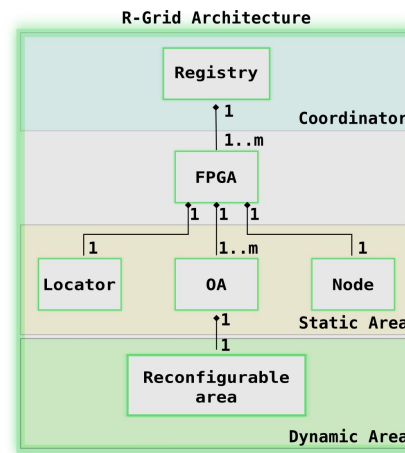 R-Grid Architecture
Registry
1
Coordinator
1..m
FPGA
1 1 1
1 1..m 1
Locator OA Node
1
Static Area
1
Reconfigurable
area
Dynamic Area